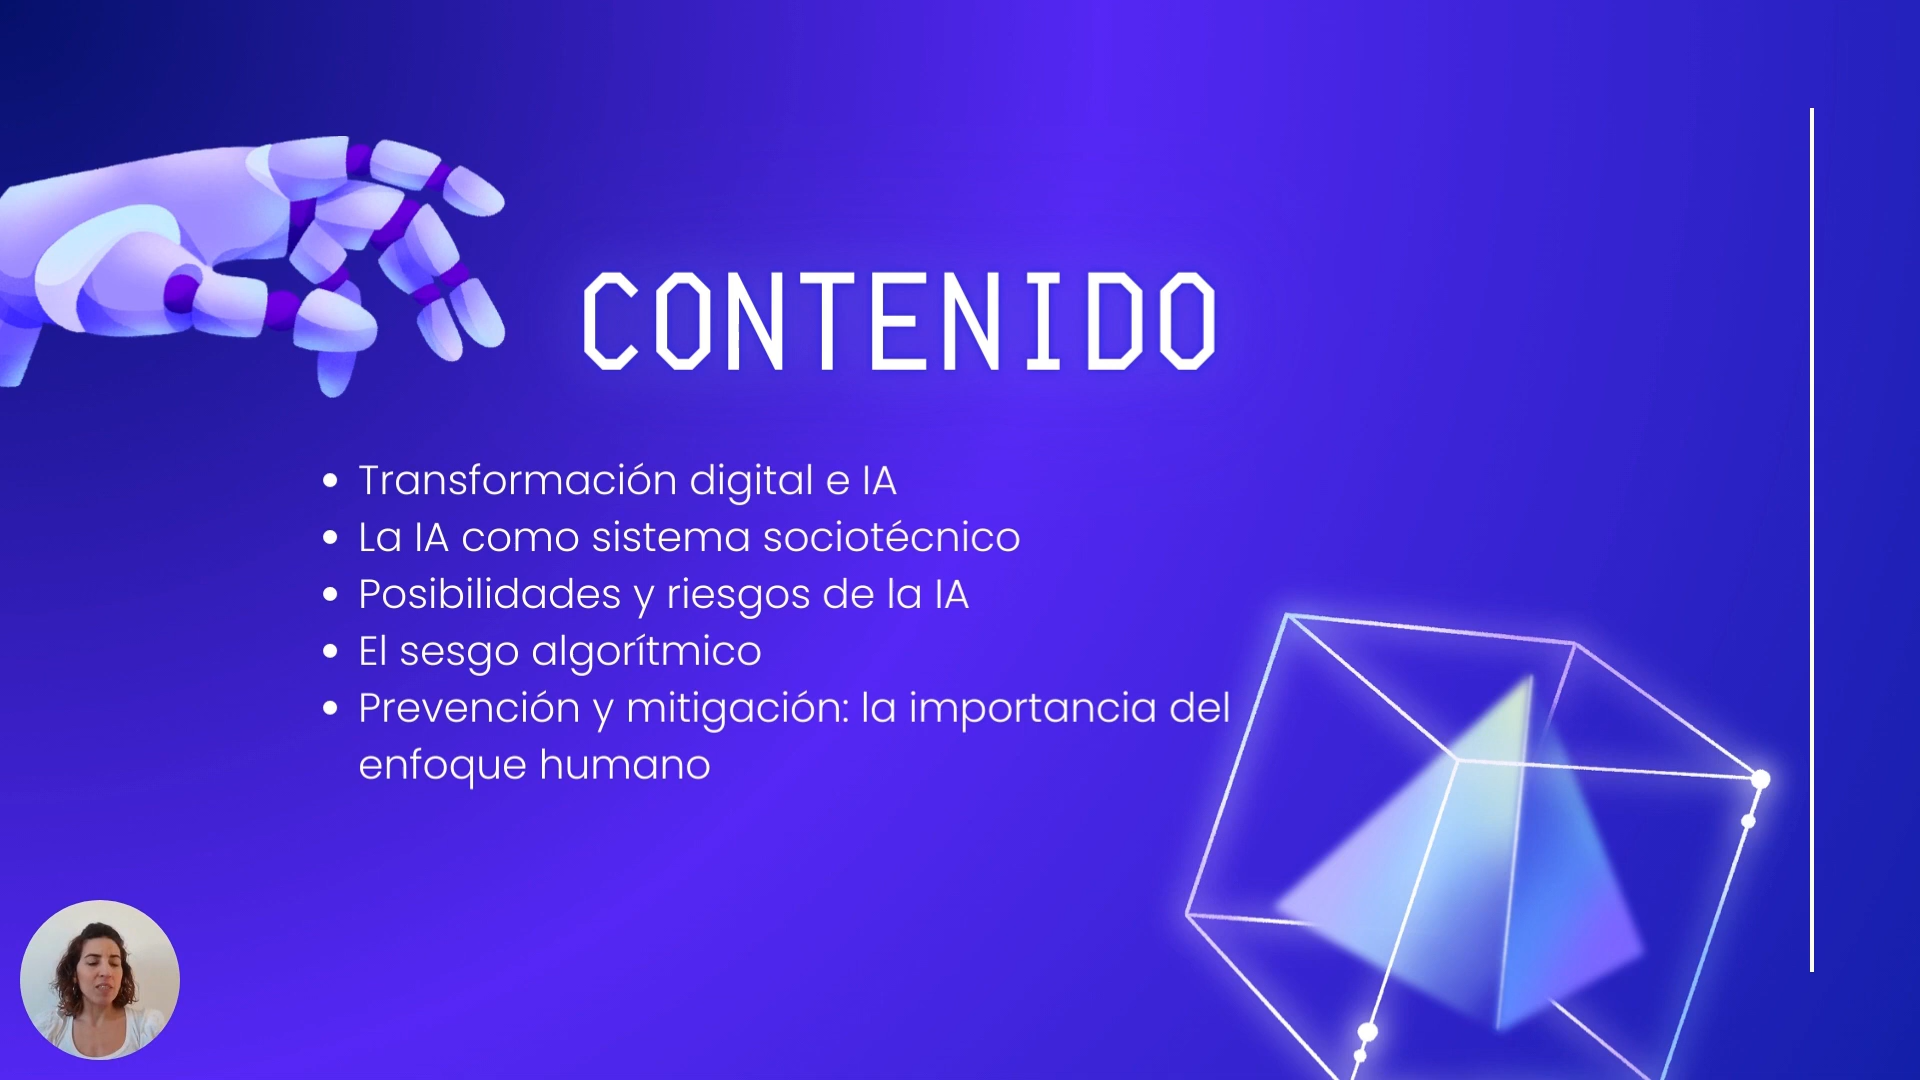 CONTENIDO
• Transformación digital e IA
• La IA como sistema sociotécnico
• Posibilidades y riesgos de la IA
• El sesgo algorítmico
• Prevención y mitigación: la importancia del
enfoque humano